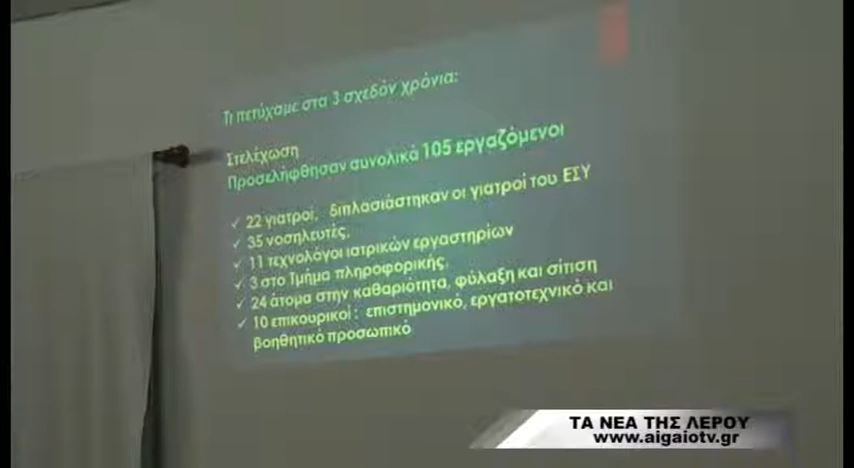 Τι πετύχαμε στα 3 σχεδόν χρόνια:
Στελέχωση
Προσελήφθησαν συνολικά 105 εργαζόμενοι
✓ 22 γιατροί, διπλασιάστηκαν οι γιατροί του ΕΣΥ
✓ 35 νοσηλευτές,
✓ 11 τεχνολόγοι ιατρικών εργαστηρίων
✓ 3 στο Τμήμα πληροφορικής,
✓ 24 άτομα στην καθαριότητα, φύλαξη και σίτιση
✓ 10 επικουρικοί: επιστημονικό, εργατοτεχνικό και
βοηθητικό προσωπικό
ΤΑ ΝΕΑ ΤΗΣ ΛΕΡΟΥ
www.aigaiotv.gr